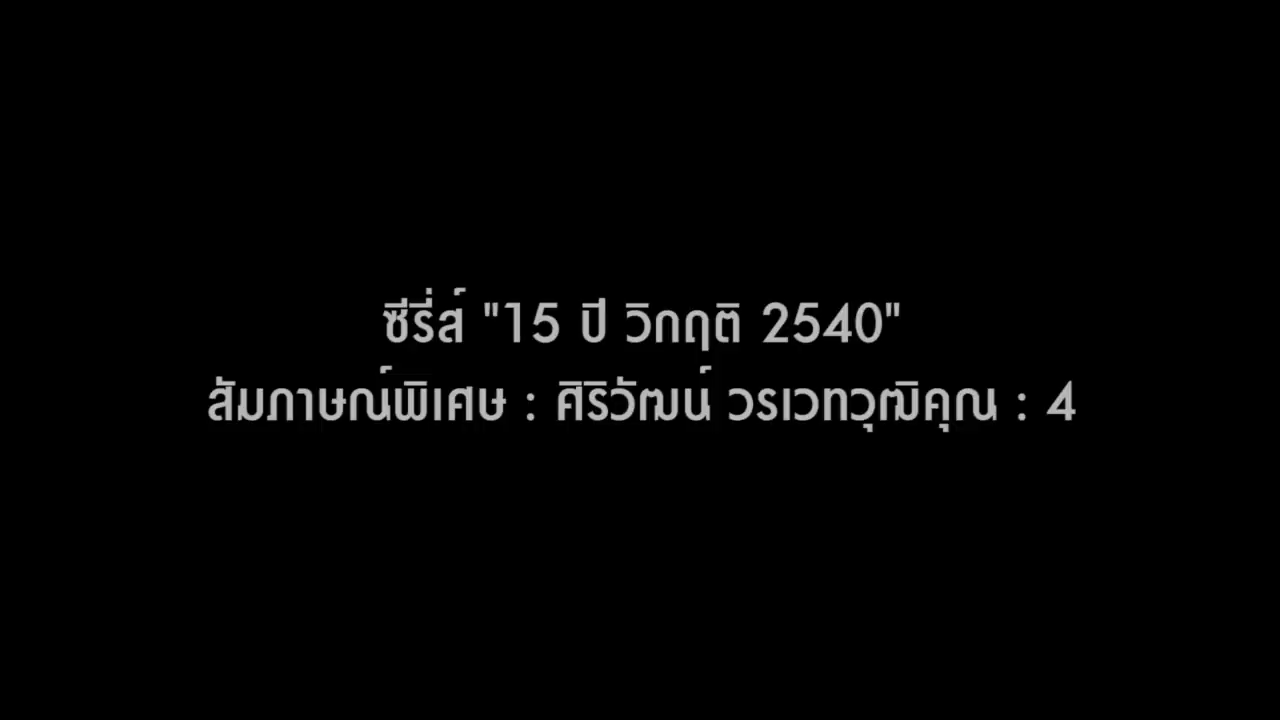 ซีรี่ส์ "15 ปี วิกฤติ 2540"
สัมภาษณ์พิเศษ : ศิริวัฒน์ วรเวทวุฒิคุณ : 4